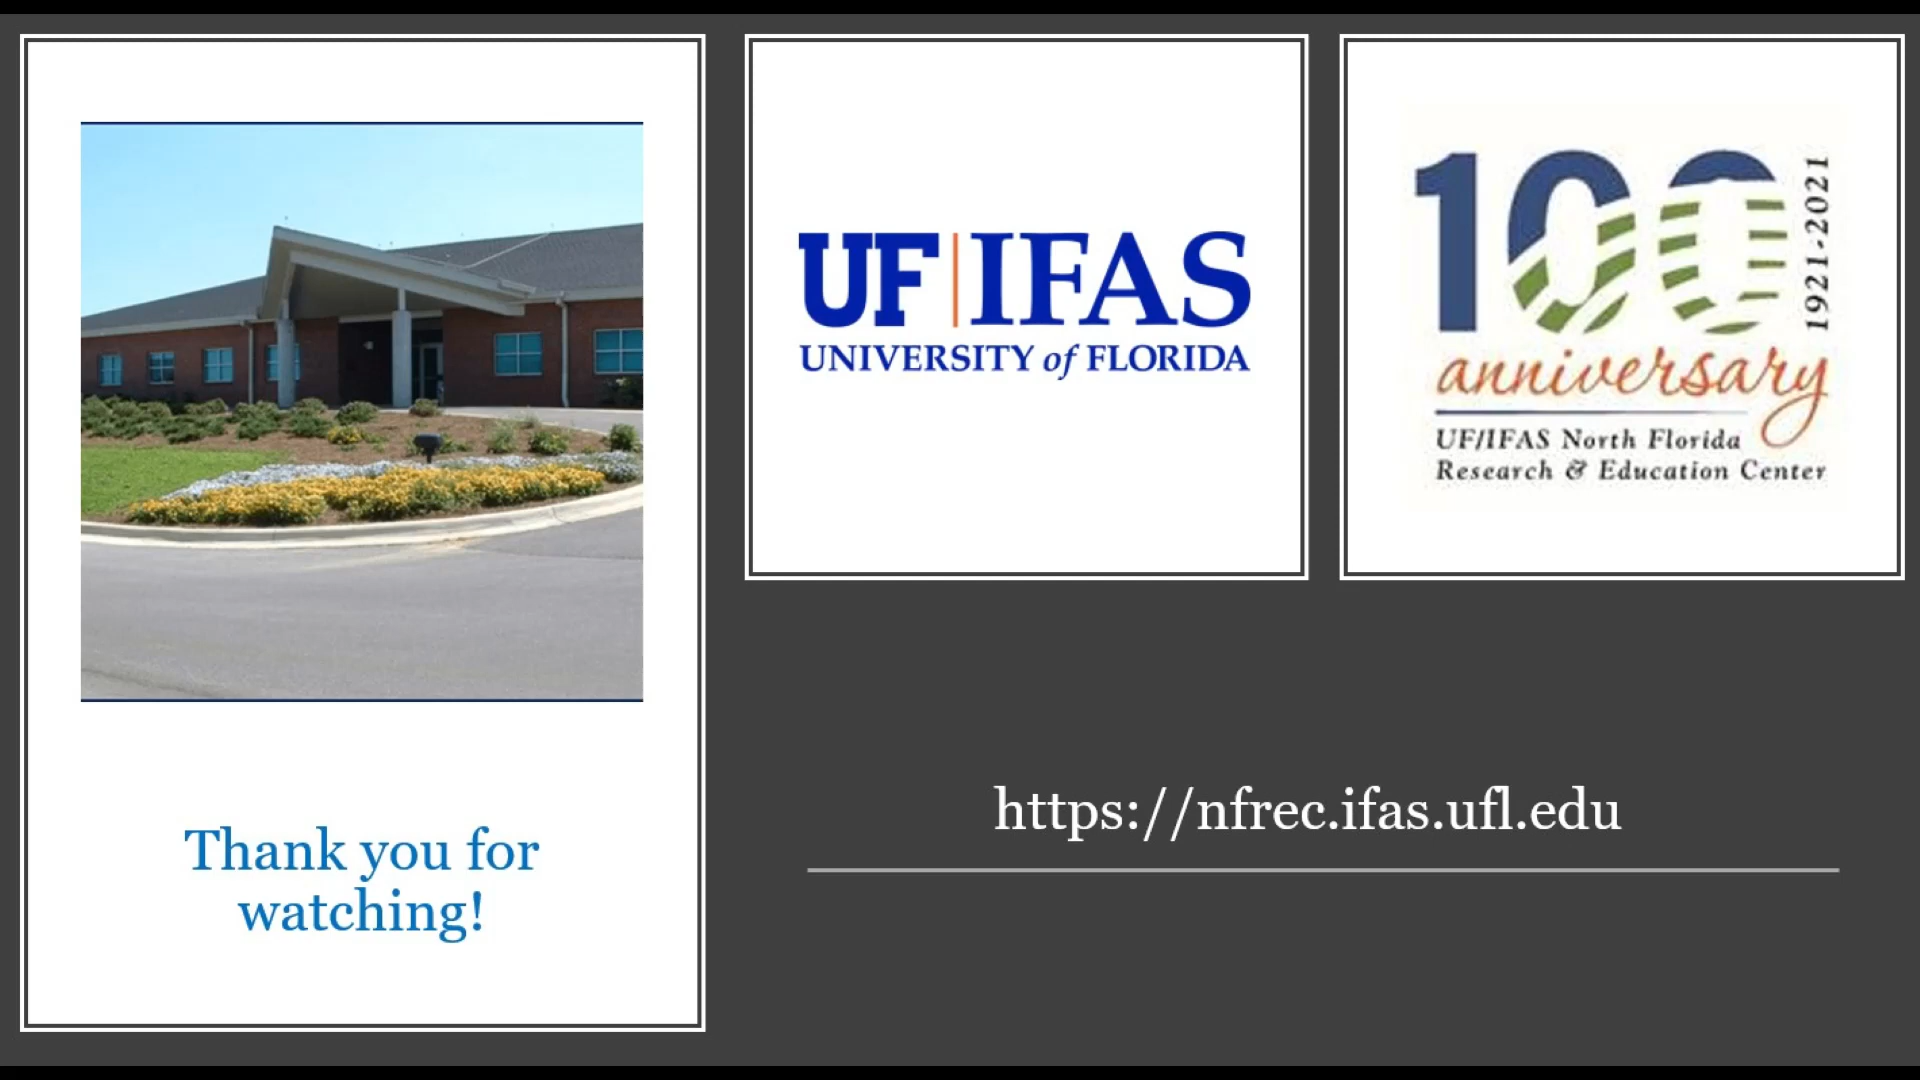 Thank you for
watching!
UF|IFAS
UNIVERSITY of FLORIDA
100
1921-2021
anniversary
UF/IFAS North Florida
Research & Education Center
https://nfrec.ifas.ufl.edu